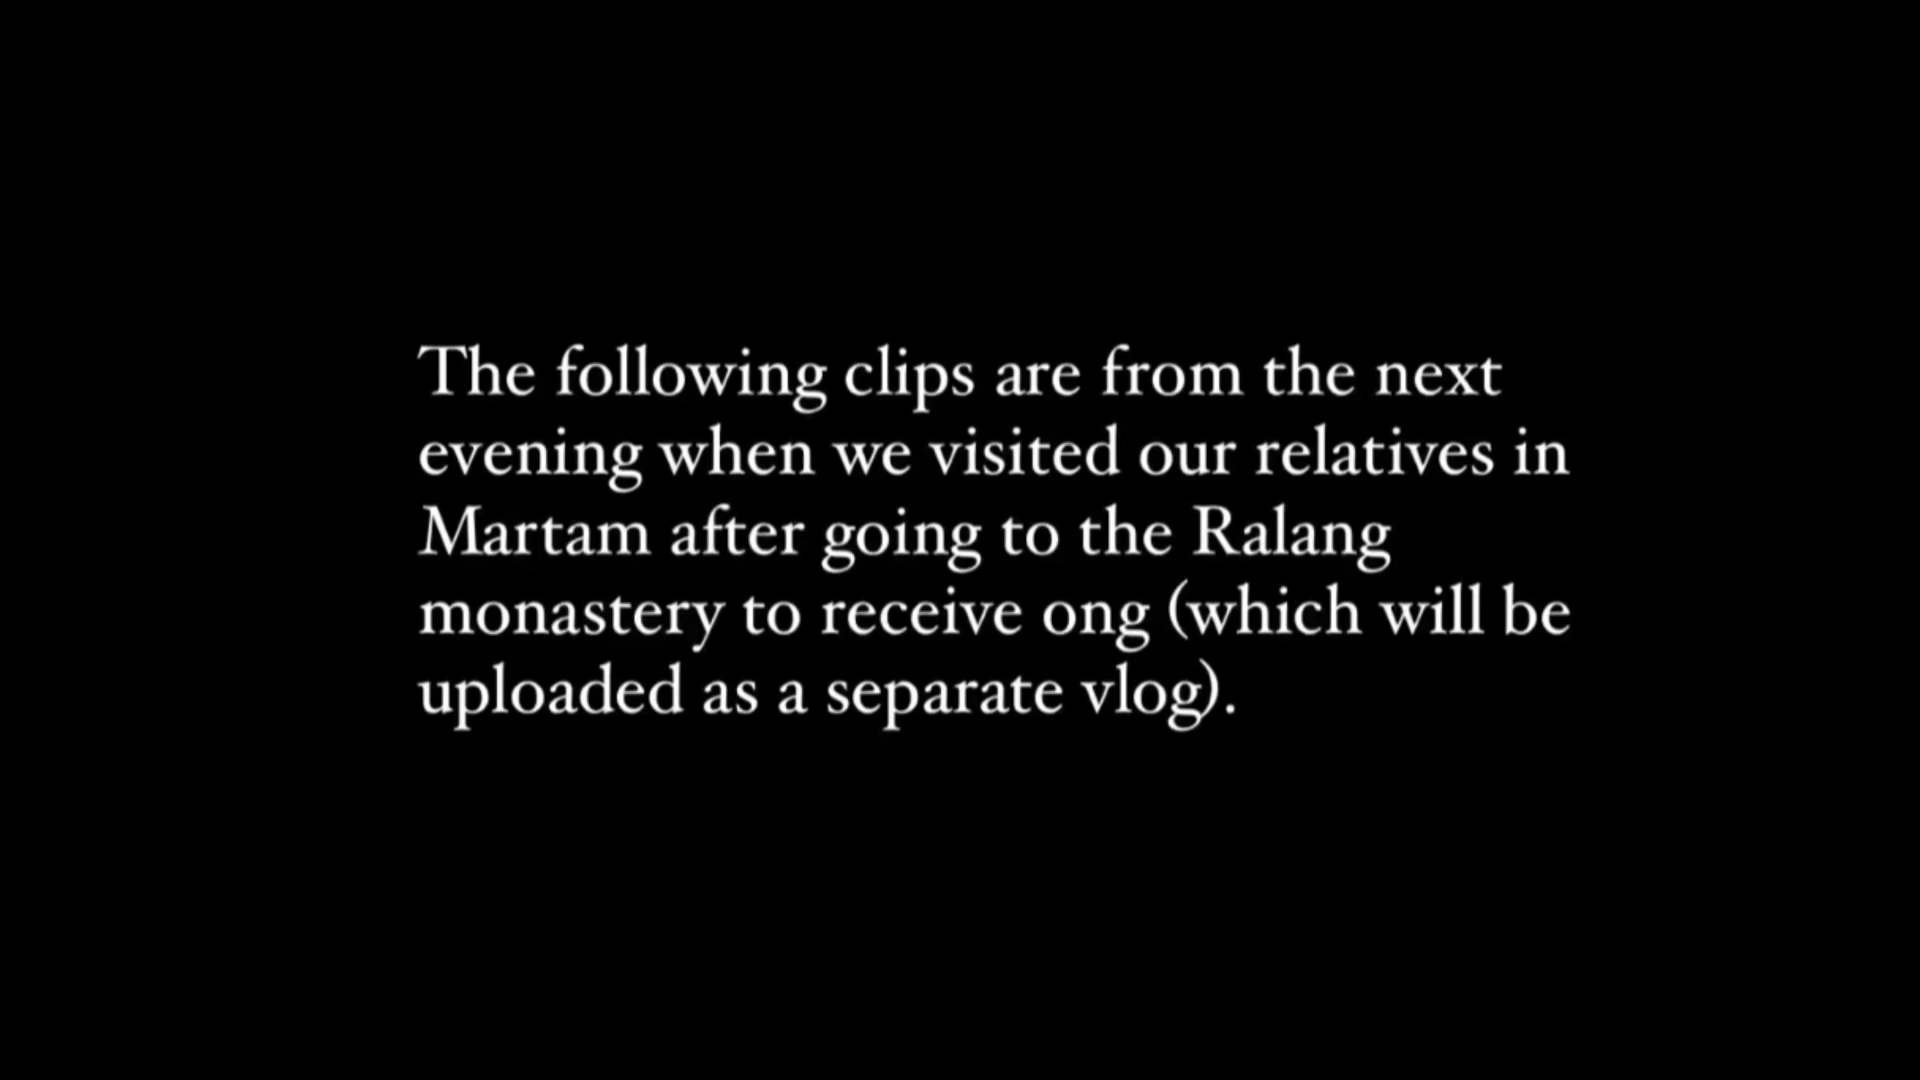 The following clips are from the next
evening when we visited our relatives in
Martam after going to the Ralang
monastery to receive ong (which will be
uploaded as a separate vlog).